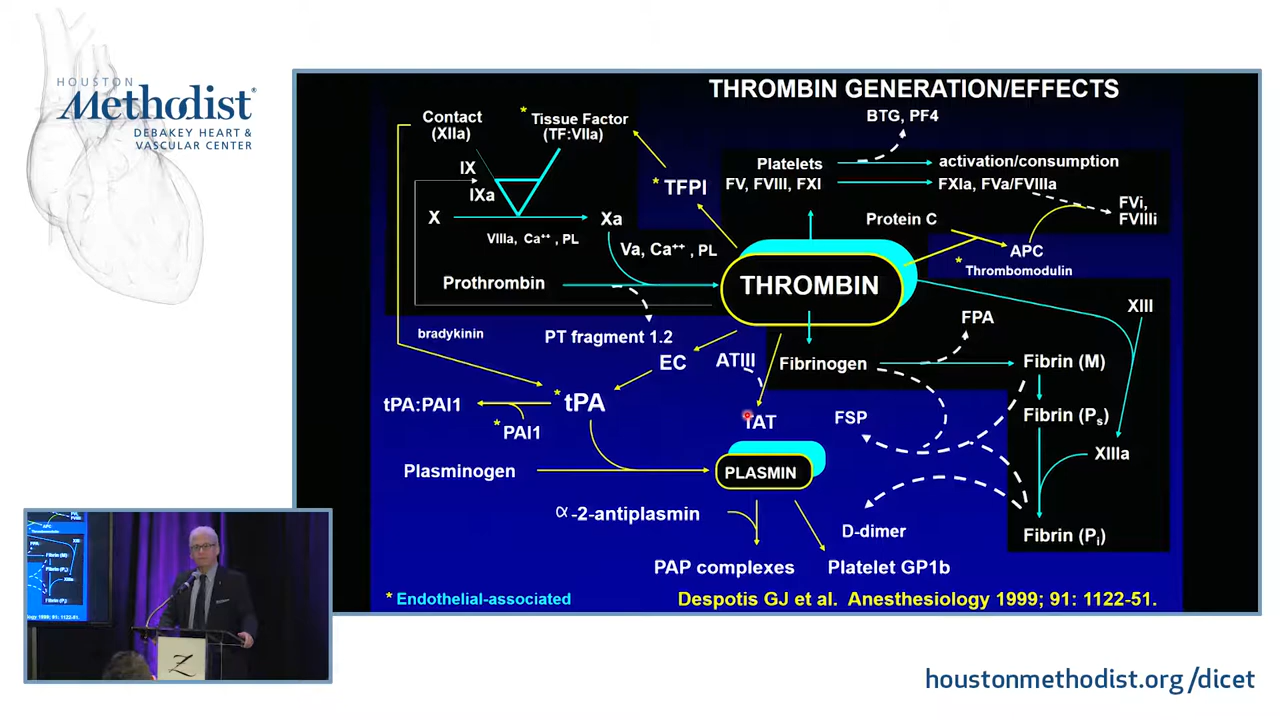 HOUSTON
Methodist®
DEBAKEY HEART &
VASCULAR CENTER
THROMBIN GENERATION/EFFECTS
Contact
(XIIa)
* Tissue Factor
(TF:VIIa)
BTG, PF4
IX
IXa
* TFPI
Platelets
activation/consumption
FV, FVIII, FXI
FXIa, FVa/FVIIIa
FVi,
FVIIIi
X
Xa
VIIIa, Ca++ , PL
Va, Ca++ , PL
Protein C
APC
* Thrombomodulin
Prothrombin
THROMBIN
XIII
bradykinin
PT fragment 1.2
FPA
EC
ATIII
Fibrinogen
Fibrin (M)
tPA:PAI1
* tPA
* PAI1
TAT
FSP
Fibrin (Ps)
XIIIa
Plasminogen
PLASMIN
α-2-antiplasmin
D-dimer
Fibrin (Pi)
PAP complexes
Platelet GP1b
* Endothelial-associated
Despotis GJ et al. Anesthesiology 1999; 91: 1122-51.
Z
houstonmethodist.org/dicet